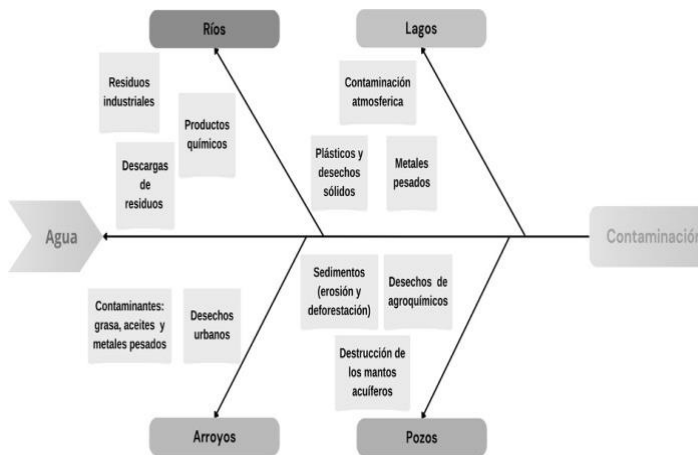 Ríos
Lagos
Residuos
industriales
Productos
químicos
Descargas
de
residuos
Contaminación
atmosferica
Plásticos y
desechos
sólidos
Metales
pesados
Agua
Contaminación
Contaminantes:
grasa, aceites y
metales pesados
Desechos
urbanos
Sedimentos
(erosión y
deforestación)
Desechos de
agroquímicos
Destrucción de
los mantos
acuíferos
Arroyos
Pozos